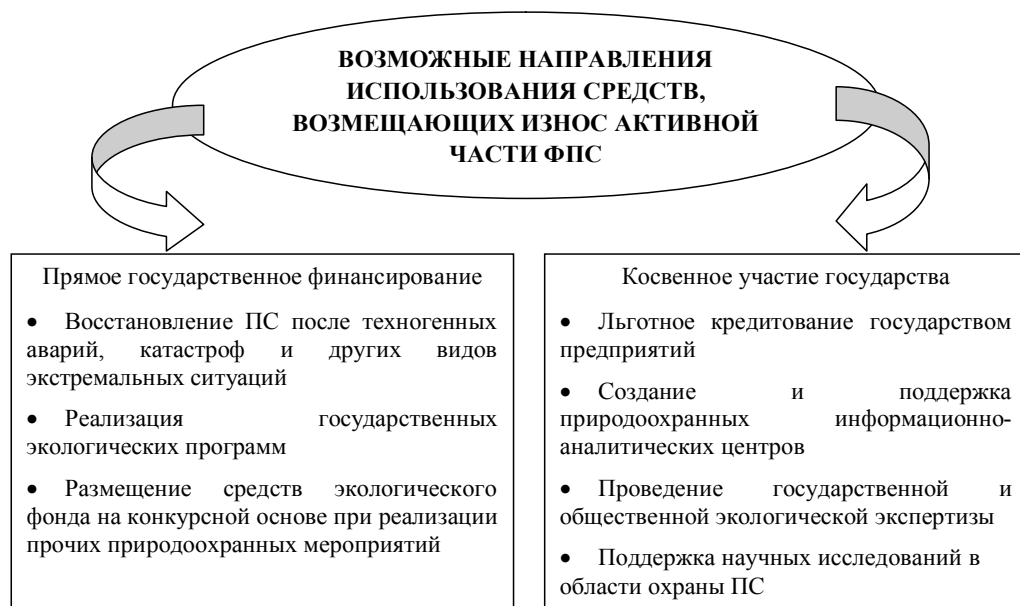 ВОЗМОЖНЫЕ НАПРАВЛЕНИЯ
ИСПОЛЬЗОВАНИЯ СРЕДСТВ,
ВОЗМЕЩАЮЩИХ ИЗНОС АКТИВНОЙ
ЧАСТИ ФПС
Прямое государственное финансирование
• Восстановление ПС после техногенных
аварий, катастроф и других видов
экстремальных ситуаций
• Реализация государственных
экологических программ
• Размещение средств экологического
фонда на конкурсной основе при реализации
прочих природоохранных мероприятий
Косвенное участие государства
• Льготное кредитование государством
предприятий
• Создание и поддержка
природоохранных информационно-
аналитических центров
• Проведение государственной и
общественной экологической экспертизы
• Поддержка научных исследований в
области охраны ПС